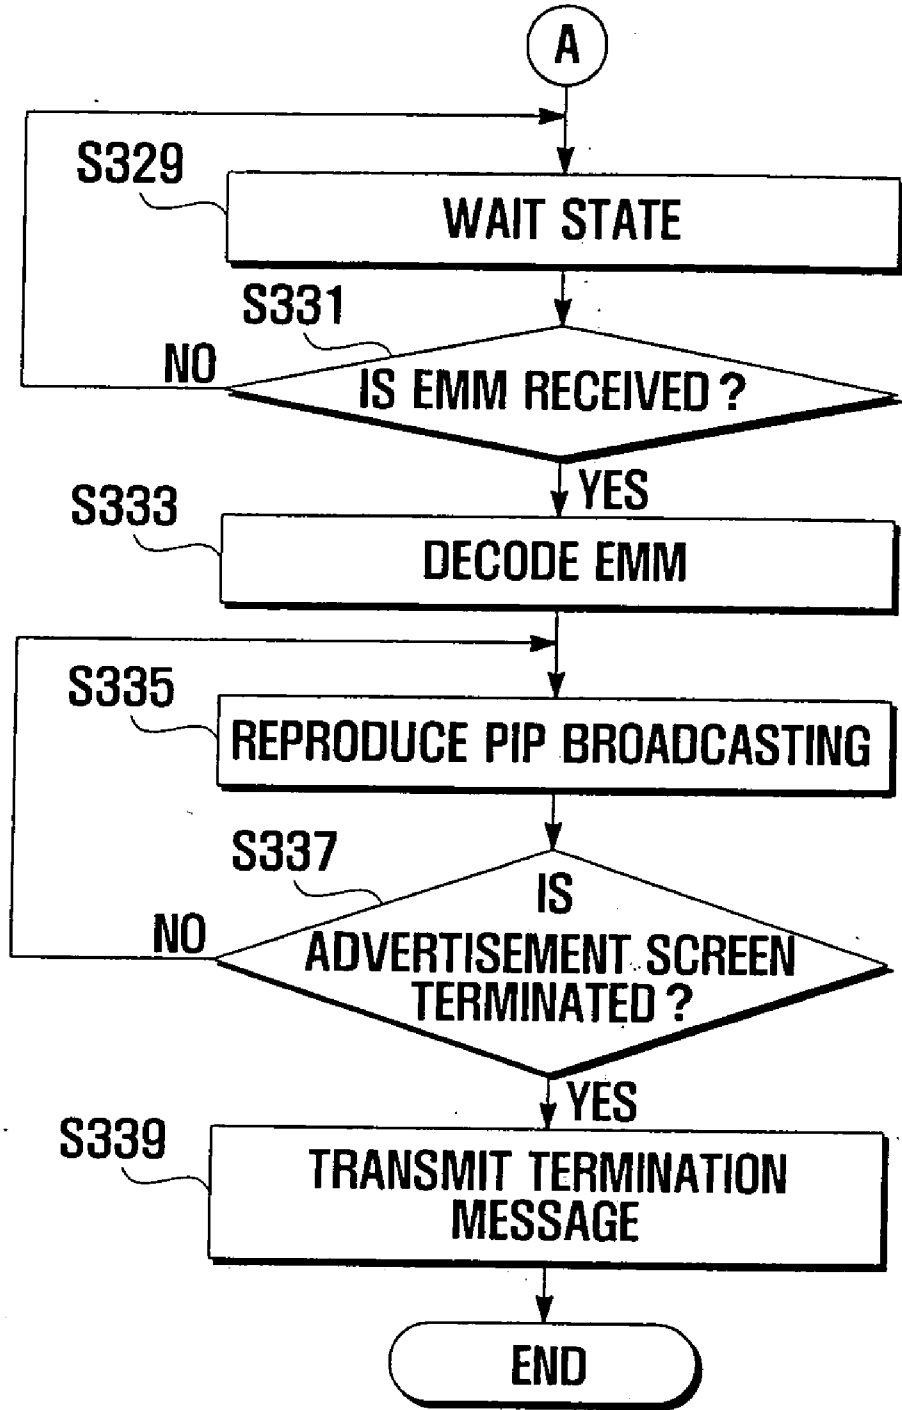 A
S329
WAIT STATE
S331
NO
IS EMM RECEIVED ?
YES
S333
DECODE EMM
S335
REPRODUCE PIP BROADCASTING
S337
IS
NO
ADVERTISEMENT SCREEN
TERMINATED ?
YES
S339
TRANSMIT TERMINATION
MESSAGE
END